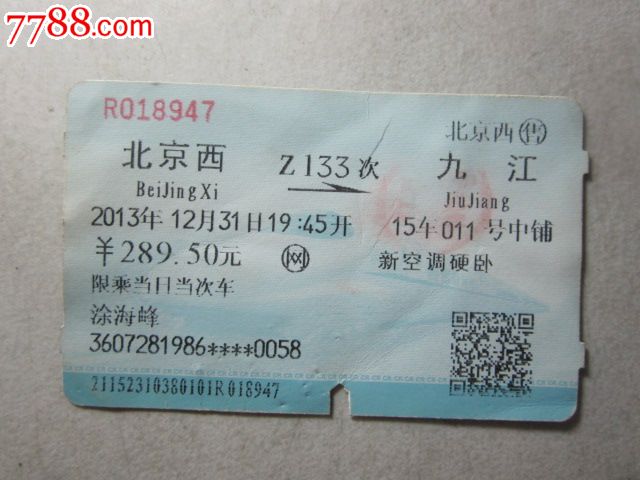 7788.com
R018947
北京西㊞
北京西 Z133次 九江
BeiJingXi JiuJiang
2013年12月31日19:45开 15车011号中铺
¥289.50元 网 新空调硬卧
限乘当日当次车
涂海峰
3607281986****0058
21152310380101R018947